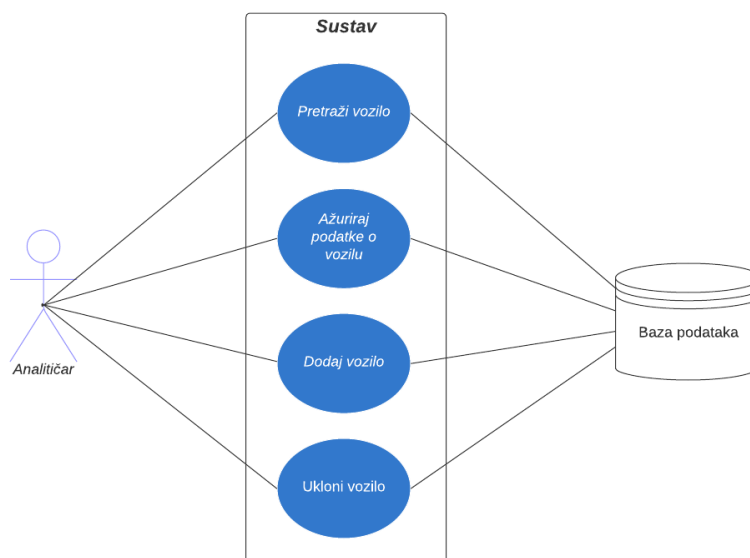 Sustav
Pretraži vozilo
Ažuriraj
podatke o
vozilu
Baza podataka
Dodaj vozilo
Analitičar
Ukloni vozilo